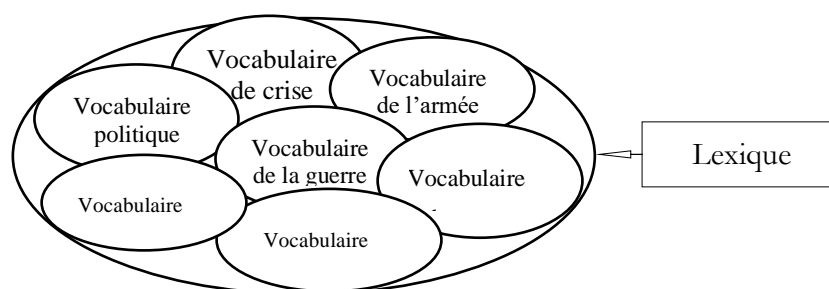 Vocabulaire
de crise
Vocabulaire
de l'armée
Vocabulaire
politique
Vocabulaire
de la guerre
Vocabulaire
Vocabulaire
Vocabulaire
Lexique